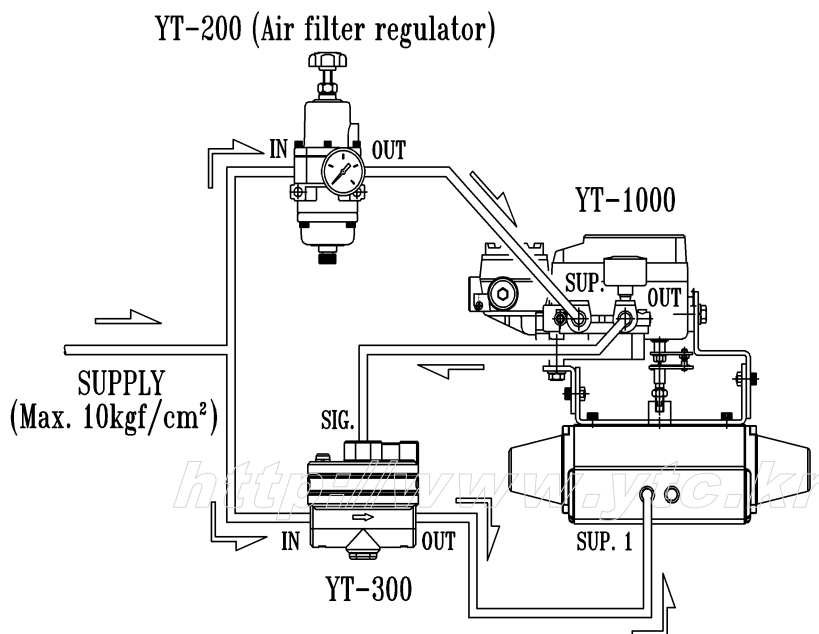 YT-200 (Air filter regulator)
IN
OUT
YT-1000
SUP.
OUT
SUPPLY
(Max. 10kgf/cm²)
SIG.
http://www.ytc.kr
IN
OUT
SUP. 1
YT-300